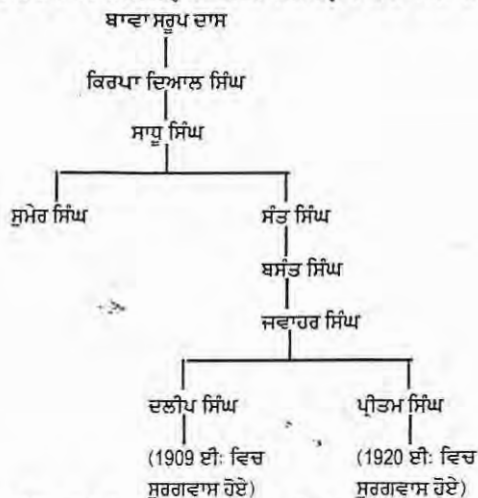 ਬਾਵਾ ਸਰੂਪ ਦਾਸ
ਕਿਰਪਾ ਦਿਆਲ ਸਿੰਘ
ਸਾਧੂ ਸਿੰਘ
ਸੁਮੇਰ ਸਿੰਘ ਸੰਤ ਸਿੰਘ
ਬਸੰਤ ਸਿੰਘ
ਜਵਾਹਰ ਸਿੰਘ
ਦਲੀਪ ਸਿੰਘ ਪ੍ਰੀਤਮ ਸਿੰਘ
(1909 ਈ: ਵਿਚ (1920 ਈ: ਵਿਚ
ਸੁਰਗਵਾਸ ਹੋਏ) ਸੁਰਗਵਾਸ ਹੋਏ)